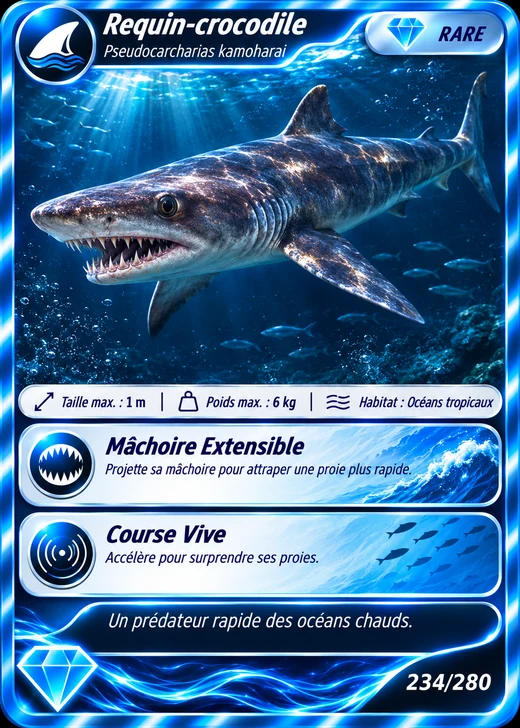 Requin-crocodile
Pseudocarcharias kamoharai
RARE
Taille max. : 1 m
Poids max. : 6 kg
Habitat : Océans tropicaux
Mâchoire Extensible
Projette sa mâchoire pour attraper une proie plus rapide.
Course Vive
Accélère pour surprendre ses proies.
Un prédateur rapide des océans chauds.
234/280